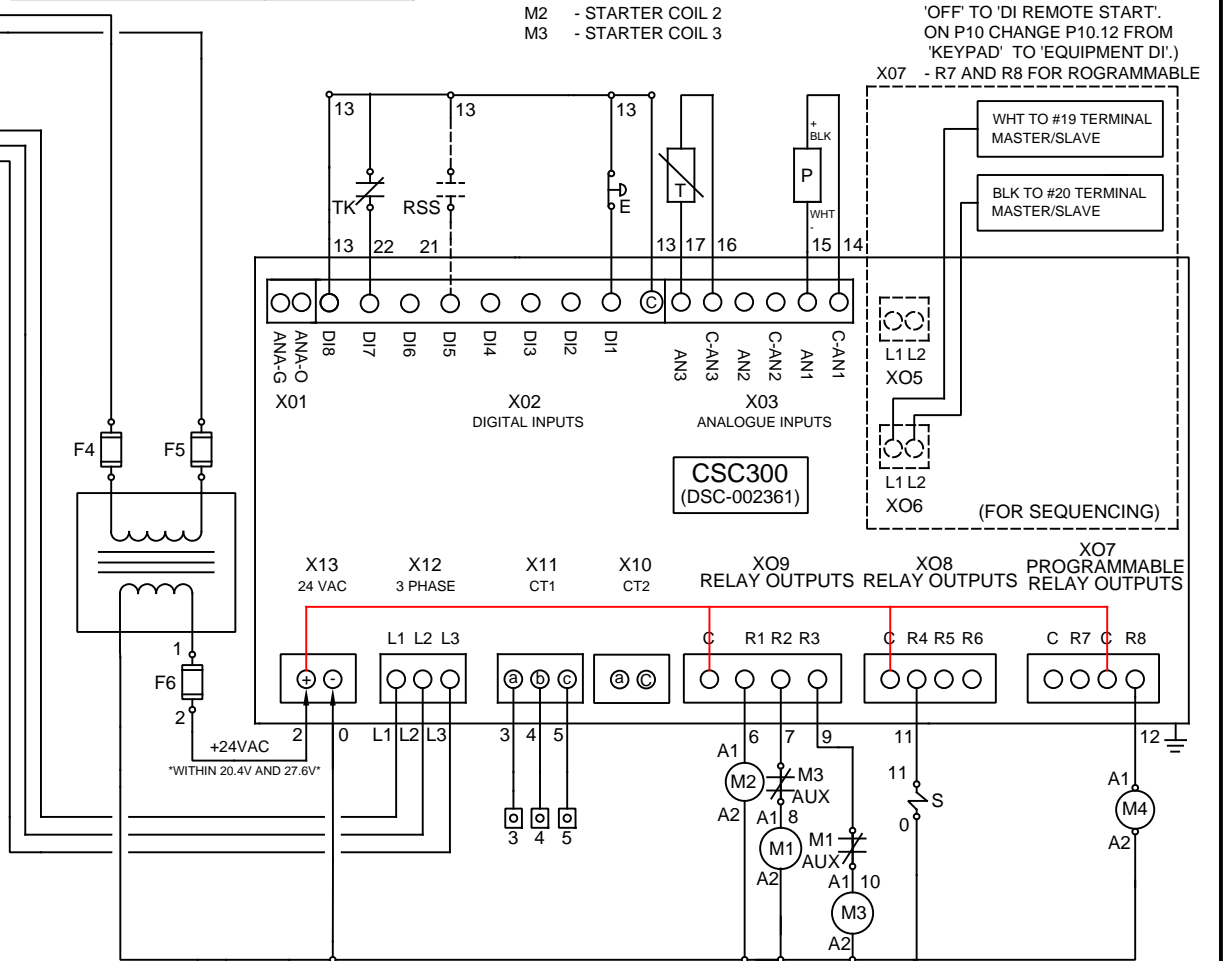 M2 - STARTER COIL 2
M3 - STARTER COIL 3
'OFF' TO 'DI REMOTE START'.
ON P10 CHANGE P10.12 FROM
'KEYPAD' TO 'EQUIPMENT DI'.)
X07 - R7 AND R8 FOR ROGRAMMABLE
13 13 13
WHT TO #19 TERMINAL
MASTER/SLAVE
BLK TO #20 TERMINAL
MASTER/SLAVE
+
BLK
T P
TK RSS E
WHT
-
13 22 21 13 17 16 15 14
C
ANA-G ANA-O DI8 DI7 DI6 DI5 DI4 DI3 DI2 DI1 AN3 C-AN3 AN2 C-AN2 AN1 C-AN1
L1 L2
XO5
X01 X02 X03
DIGITAL INPUTS ANALOGUE INPUTS
F4 F5
CSC300
(DSC-002361)
L1 L2
XO6
(FOR SEQUENCING)
X13 X12 X11 X10 XO9 XO8 XO7
24 VAC 3 PHASE CT1 CT2 RELAY OUTPUTS RELAY OUTPUTS PROGRAMMABLE
RELAY OUTPUTS
L1 L2 L3 C R1 R2 R3 C R4 R5 R6 C R7 C R8
1
F6
2
+ - a b c a C
+24VAC
*WITHIN 20.4V AND 27.6V*
2 0 L1 L2 L3 3 4 5 6 7 9 11 12
A1 M2 A2
M3
AUX
11 S 0
A1 M4 A2
3 4 5
A1 8
M1
A2
M1
AUX
A1 10
M3
A2